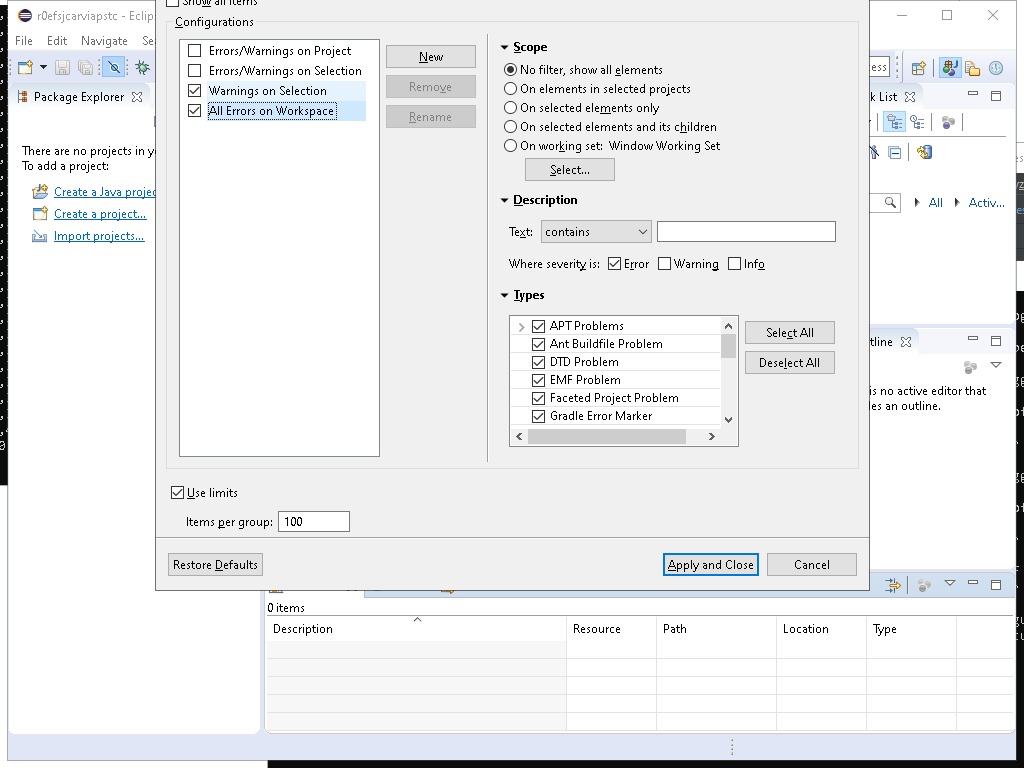 r0efsjcarviapstc - Eclip
Show all items
File Edit Navigate Se
Configurations
Errors/Warnings on Project
Errors/Warnings on Selection
Warnings on Selection
All Errors on Workspace
New
Remove
Rename
Scope
No filter, show all elements
On elements in selected projects
On selected elements only
On selected elements and its children
On working set: Window Working Set
Select...
Description
Text: contains
Where severity is: Error Warning Info
Types
APT Problems
Ant Buildfile Problem
DTD Problem
EMF Problem
Faceted Project Problem
Gradle Error Marker
Select All
Deselect All
Use limits
Items per group: 100
Restore Defaults
Apply and Close
Cancel
Package Explorer
There are no projects in y
To add a project:
Create a Java projec
Create a project...
Import projects...
ess
k List
All Activ...
tline
is no active editor that
les an outline.
0 items
Description Resource Path Location Type